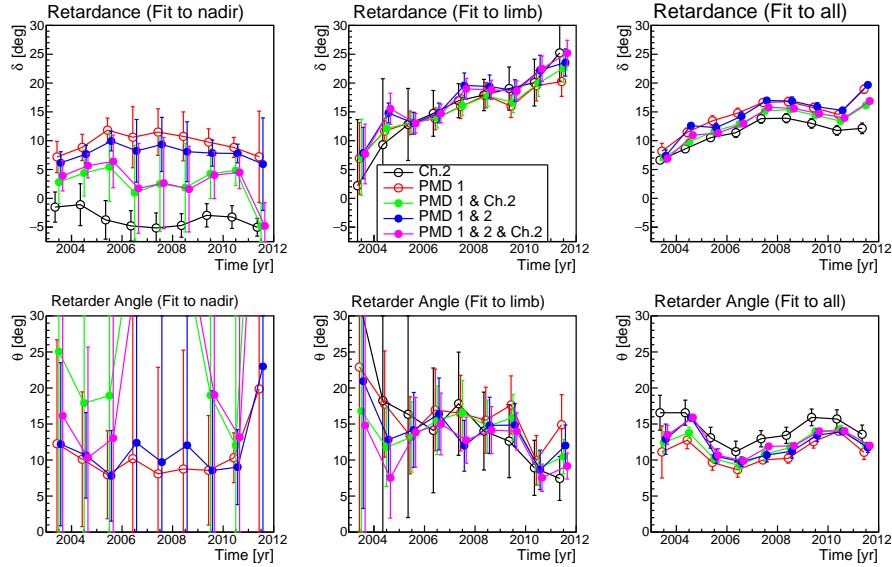 Retardance (Fit to nadir)
δ [deg]
30
25
20
15
10
5
0
−5
2004 2006 2008 2010 2012
Time [yr]
Retardance (Fit to limb)
δ [deg]
30
25
20
15
10
5
0
−5
Ch.2
PMD 1
PMD 1 & Ch.2
PMD 1 & 2
PMD 1 & 2 & Ch.2
2004 2006 2008 2010 2012
Time [yr]
Retardance (Fit to all)
δ [deg]
30
25
20
15
10
5
0
−5
2004 2006 2008 2010 2012
Time [yr]
Retarder Angle (Fit to nadir)
θ [deg]
30
25
20
15
10
5
0
2004 2006 2008 2010 2012
Time [yr]
Retarder Angle (Fit to limb)
θ [deg]
30
25
20
15
10
5
0
2004 2006 2008 2010 2012
Time [yr]
Retarder Angle (Fit to all)
θ [deg]
30
25
20
15
10
5
0
2004 2006 2008 2010 2012
Time [yr]